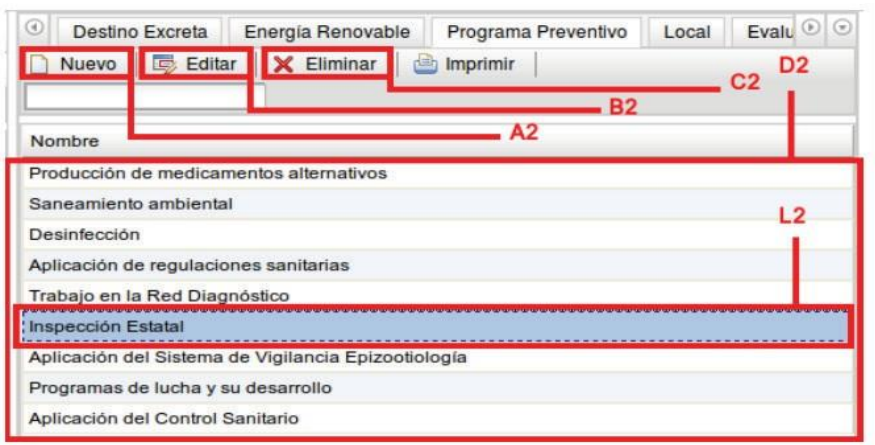 Destino Excreta Energía Renovable Programa Preventivo Local Evalu
Nuevo Editar Eliminar Imprimir D2
C2
B2
A2
Nombre
Producción de medicamentos alternativos
Saneamiento ambiental
L2
Desinfección
Aplicación de regulaciones sanitarias
Trabajo en la Red Diagnóstico
Inspección Estatal
Aplicación del Sistema de Vigilancia Epizootiología
Programas de lucha y su desarrollo
Aplicación del Control Sanitario